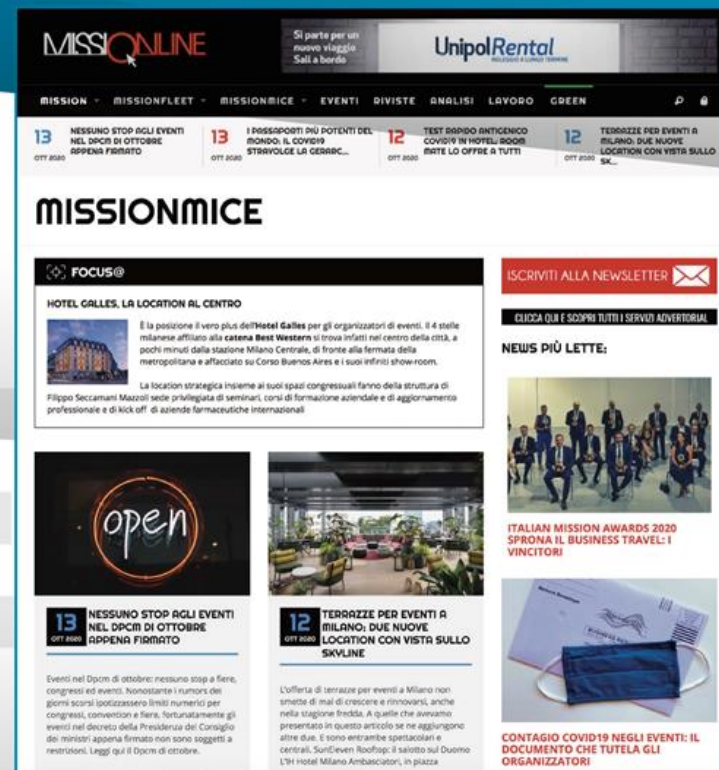 MISSIONLINE
Si parte per un
nuovo viaggio
Sali a bordo
UnipolRental
NOLEGGIO A LUNGO TERMINE
MISSION MISSIONFLEET MISSIONMICE EVENTI RIVISTE ANALISI LAVORO GREEN
13
OTT 2020
NESSUNO STOP AGLI EVENTI
NEL DPCM DI OTTOBRE
APPENA FIRMATO
13
OTT 2020
I PASSAPORTI PIÙ POTENTI DEL
MONDO: IL COVID19
STRAVOLGE LA GERARC...
12
OTT 2020
TEST RAPIDO ANTIGENICO
COVID19 IN HOTEL: ROOM
MATE LO OFFRE A TUTTI
12
OTT 2020
TERRAZZE PER EVENTI A
MILANO: DUE NUOVE
LOCATION CON VISTA SULLO
SK...
MISSIONMICE
FOCUS@
HOTEL GALLES, LA LOCATION AL CENTRO
È la posizione il vero plus dell'Hotel Galles per gli organizzatori di eventi. Il 4 stelle
milanese affiliato alla catena Best Western si trova infatti nel centro della città, a
pochi minuti dalla stazione Milano Centrale, di fronte alla fermata della
metropolitana e affacciato su Corso Buenos Aires e i suoi infiniti show-room.
La location strategica insieme ai suoi spazi congressuali fanno della struttura di
Filippo Seccamani Mazzoli sede privilegiata di seminari, corsi di formazione aziendale e di aggiornamento
professionale e di kick off di aziende farmaceutiche internazionali
ISCRIVITI ALLA NEWSLETTER
CLICCA QUI E SCOPRI TUTTI I SERVIZI ADVERTORIAL
NEWS PIÙ LETTE:
ITALIAN MISSION AWARDS 2020
SPRONA IL BUSINESS TRAVEL: I
VINCITORI
open
13
OTT 2020
NESSUNO STOP AGLI EVENTI
NEL DPCM DI OTTOBRE
APPENA FIRMATO
Eventi nel Dpcm di ottobre: nessuno stop a fiere,
congressi ed eventi. Nonostante i rumors dei
giorni scorsi ipotizzassero limiti numerici per
congressi, convention e fiere, fortunatamente gli
eventi nel decreto della Presidenza del Consiglio
dei ministri appena firmato non sono soggetti a
restrizioni. Leggi qui il Dpcm di ottobre.
12
OTT 2020
TERRAZZE PER EVENTI A
MILANO: DUE NUOVE
LOCATION CON VISTA SULLO
SKYLINE
L'offerta di terrazze per eventi a Milano non
smette di mai di crescere e rinnovarsi, anche
nella stagione fredda. A quelle che avevamo
presentato in questo articolo se ne aggiungono
altre due. E sono entrambe spettacolari e
centrali. SunEleven Rooftop: il salotto sul Duomo
L'IH Hotel Milano Ambasciatori, in piazza
CONTAGIO COVID19 NEGLI EVENTI: IL
DOCUMENTO CHE TUTELA GLI
ORGANIZZATORI